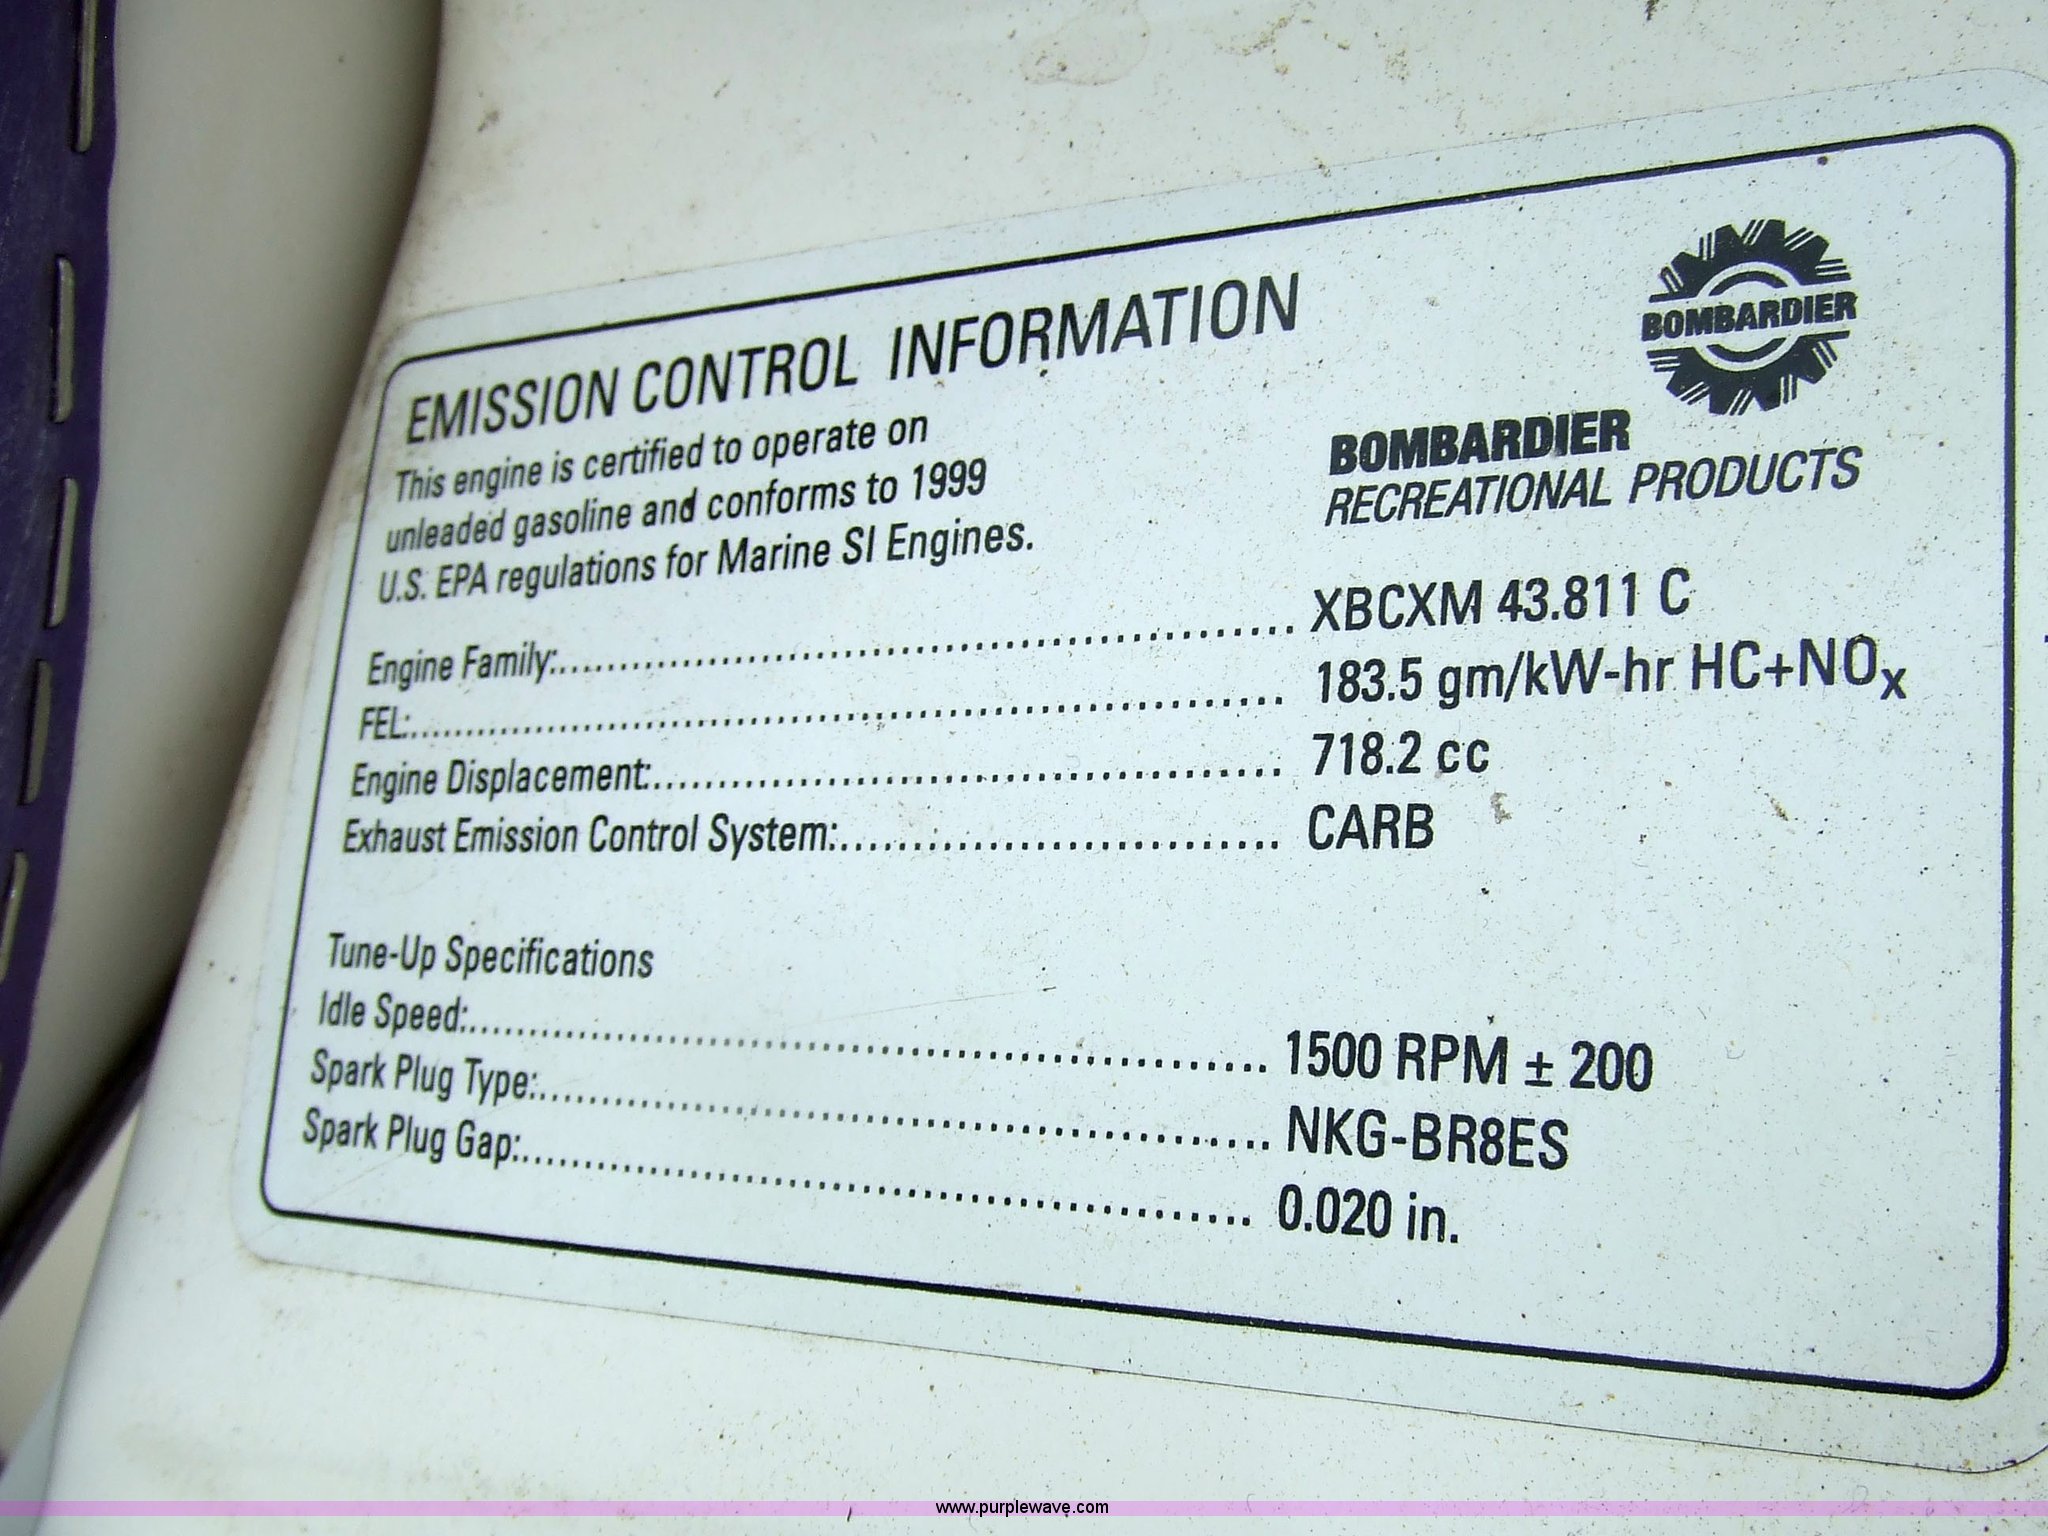 BOMBARDIER
EMISSION CONTROL INFORMATION
This engine is certified to operate on
unleaded gasoline and conforms to 1999
U.S. EPA regulations for Marine SI Engines.
BOMBARDIER
RECREATIONAL PRODUCTS
Engine Family:........................................................ XBCXM 43.811 C
FEL:........................................................ 183.5 gm/kW-hr HC+NOx
Engine Displacement:........................................................ 718.2 cc
Exhaust Emission Control System:................................ CARB
Tune-Up Specifications
Idle Speed:........................................................ 1500 RPM ± 200
Spark Plug Type:........................................................ NKG-BR8ES
Spark Plug Gap:........................................................ 0.020 in.
www.purplewave.com